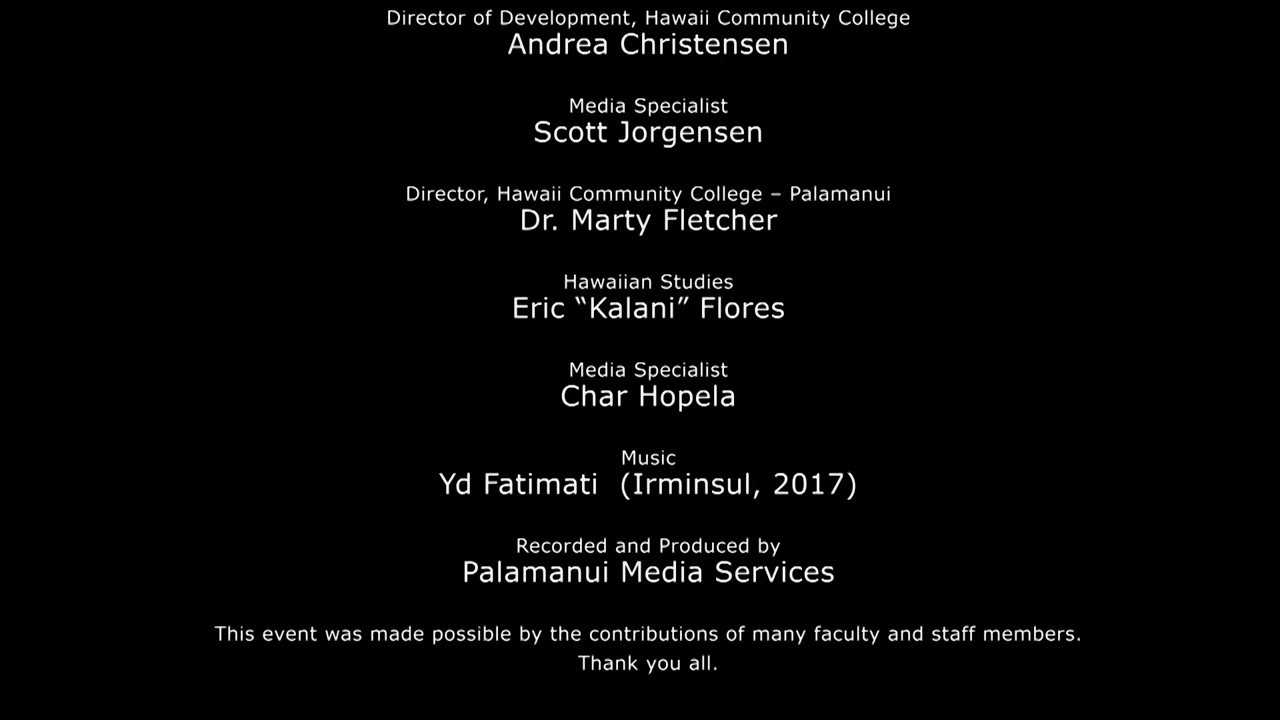 Director of Development, Hawaii Community College
Andrea Christensen
Media Specialist
Scott Jorgensen
Director, Hawaii Community College – Palamanui
Dr. Marty Fletcher
Hawaiian Studies
Eric “Kalani” Flores
Media Specialist
Char Hopela
Music
Yd Fatimati (Irminsul, 2017)
Recorded and Produced by
Palamanui Media Services
This event was made possible by the contributions of many faculty and staff members.
Thank you all.